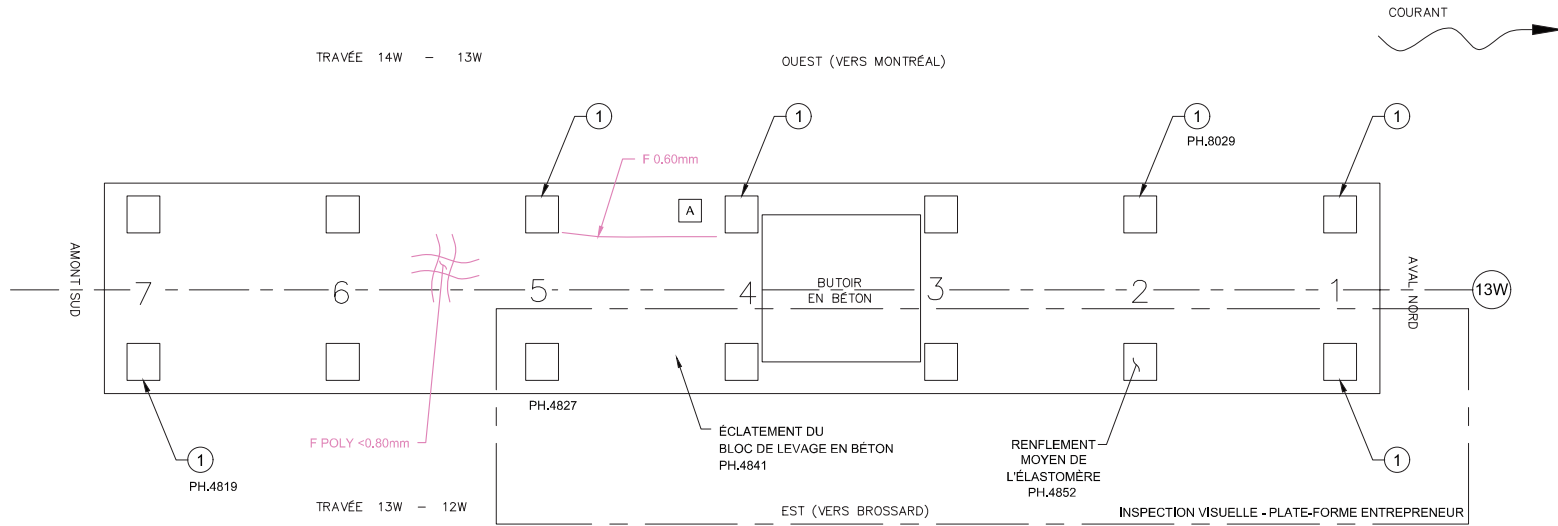 COURANT
TRAVÉE 14W - 13W
OUEST (VERS MONTRÉAL)
1
1
1
PH.8029
1
F 0.60mm
A
AMONT SUD
7
6
5
4
BUTOIR
EN BÉTON
3
2
1
AVAL NORD
13W
PH.4827
F POLY <0.80mm
1
PH.4819
ÉCLATEMENT DU
BLOC DE LEVAGE EN BÉTON
PH.4841
RENFLEMENT
MOYEN DE
L'ÉLASTOMÈRE
PH.4852
1
TRAVÉE 13W - 12W
EST (VERS BROSSARD)
INSPECTION VISUELLE - PLATE-FORME ENTREPRENEUR